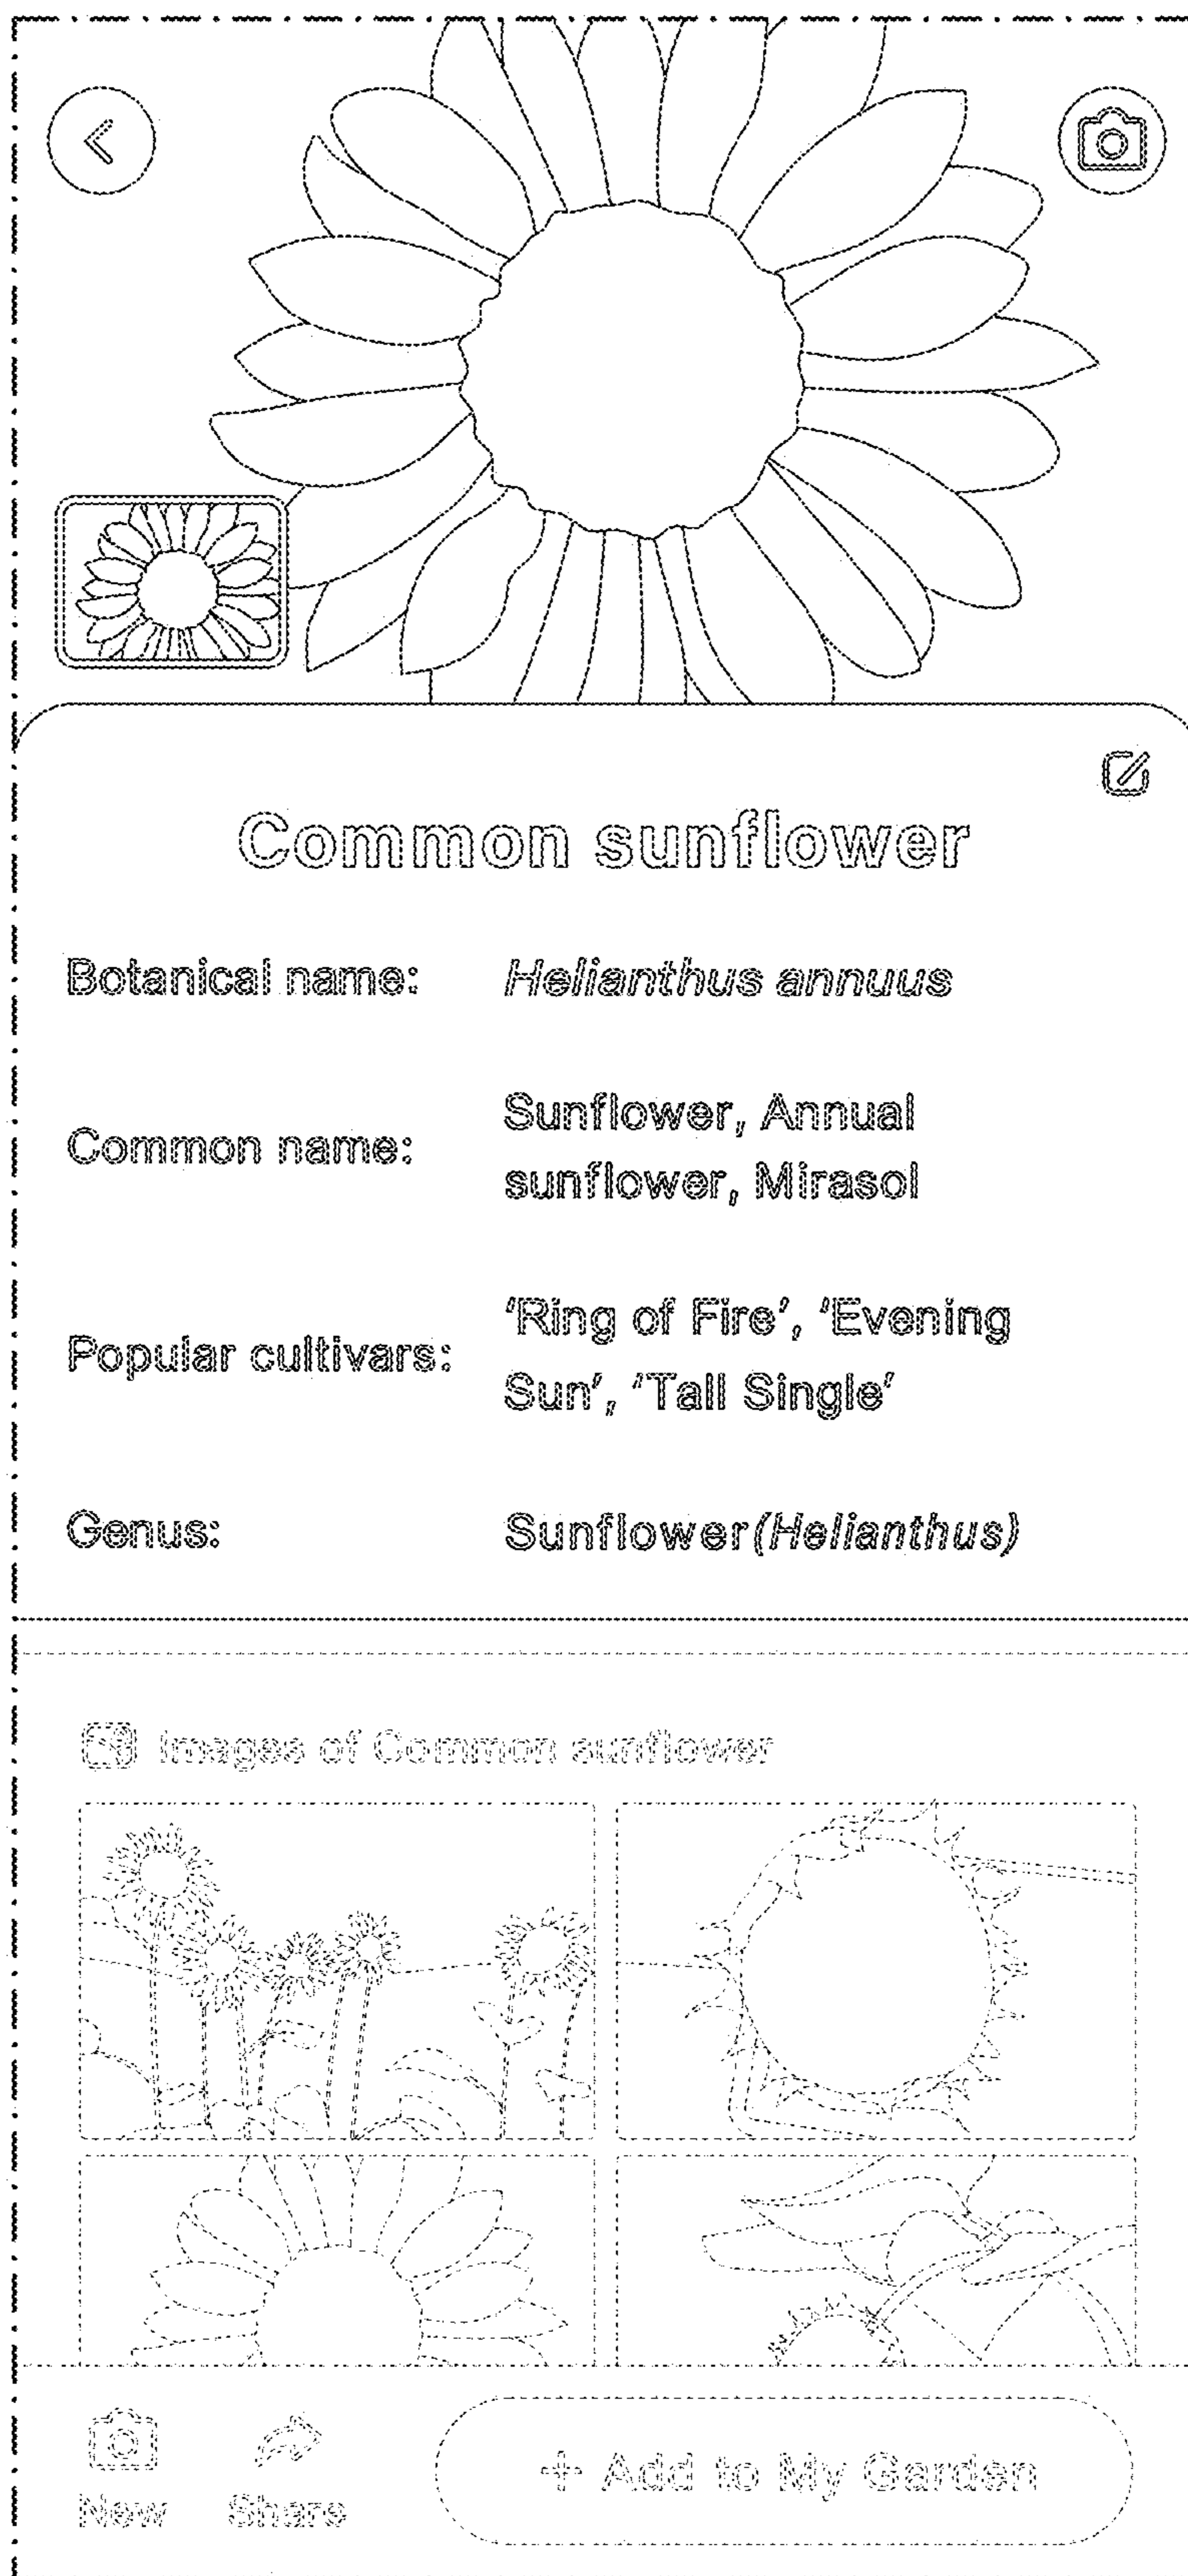 Common sunflower
Botanical name: Helianthus annuus
Common name: Sunflower, Annual
sunflower, Mirasol
Popular cultivars: ‘Ring of Fire’, ‘Evening
Sun’, ‘Tall Single’
Genus: Sunflower(Helianthus)
Images of Common sunflower
+ Add to My Garden
New Share